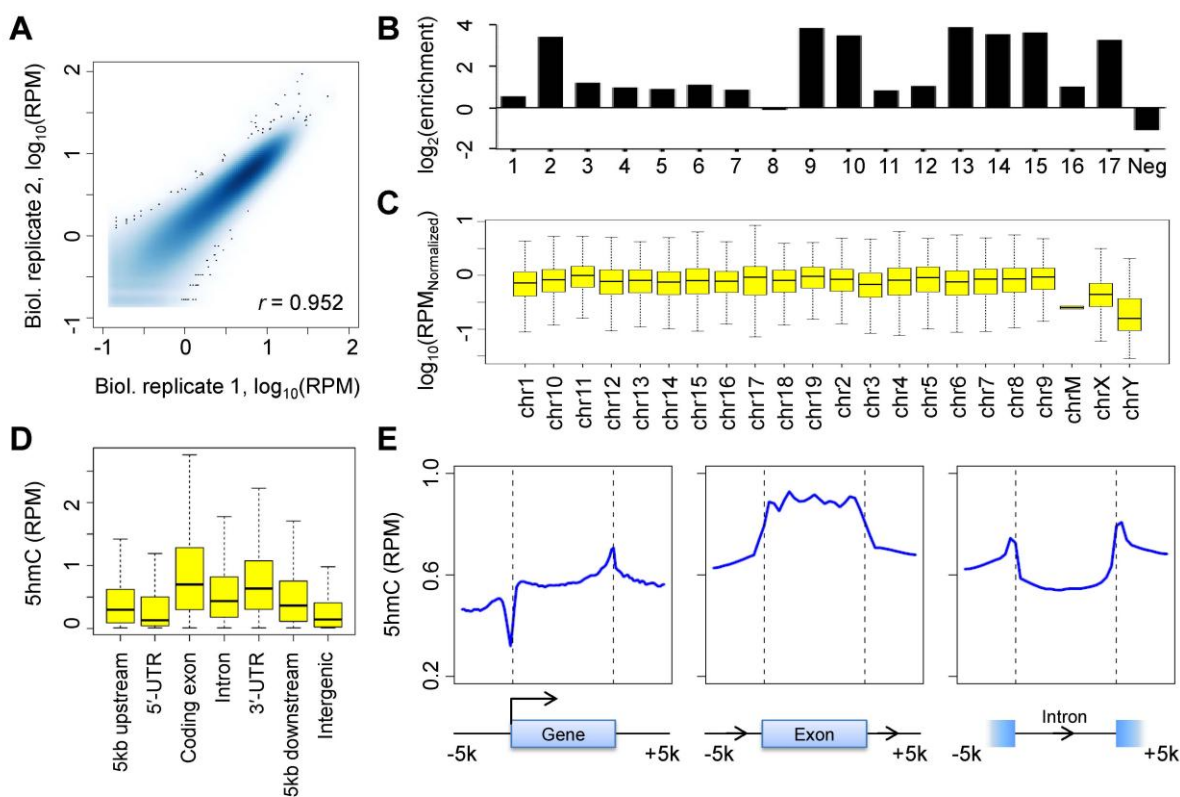 A
Biol. replicate 2, log10(RPM)
2
1
0
-1
r = 0.952
-1 0 1 2
Biol. replicate 1, log10(RPM)
B
log2(enrichment)
4
2
0
-2
1 2 3 4 5 6 7 8 9 10 11 12 13 14 15 16 17 Neg
C
log10(RPMNormalized)
1
0
-1
chr1 chr10 chr11 chr12 chr13 chr14 chr15 chr16 chr17 chr18 chr19 chr2 chr3 chr4 chr5 chr6 chr7 chr8 chr9 chrM chrX chrY
D
5hmC (RPM)
2
1
0
5kb upstream
5′-UTR
Coding exon
Intron
3′-UTR
5kb downstream
Intergenic
E
5hmC (RPM)
1.0
0.6
0.2
Gene
-5k +5k
Exon
-5k +5k
Intron
-5k +5k